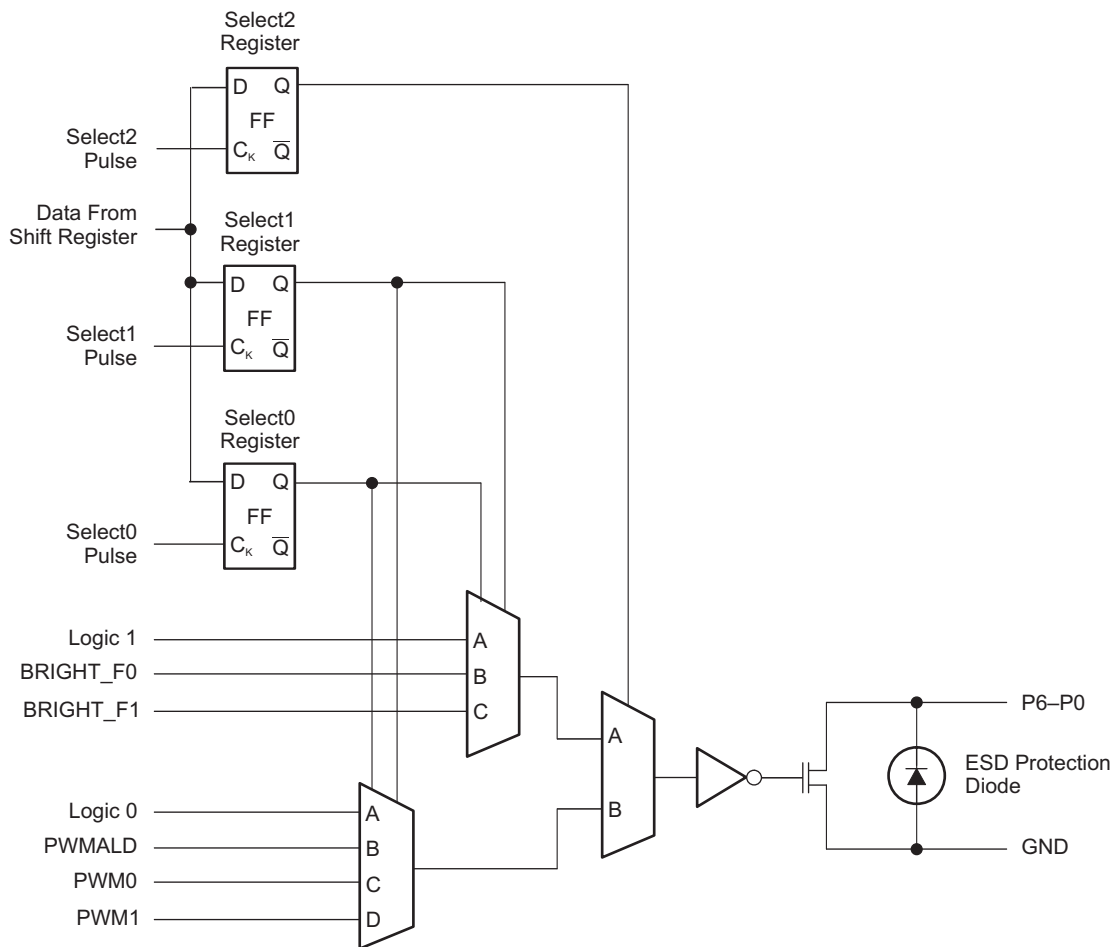 Select2
Register
D Q
FF
CK Q
Select2
Pulse
Data From
Shift Register
Select1
Register
D Q
FF
CK Q
Select1
Pulse
Select0
Register
D Q
FF
CK Q
Select0
Pulse
Logic 1
BRIGHT_F0
BRIGHT_F1
A
B
C
Logic 0
PWMALD
PWM0
PWM1
A
B
C
D
A
B
P6–P0
ESD Protection
Diode
GND